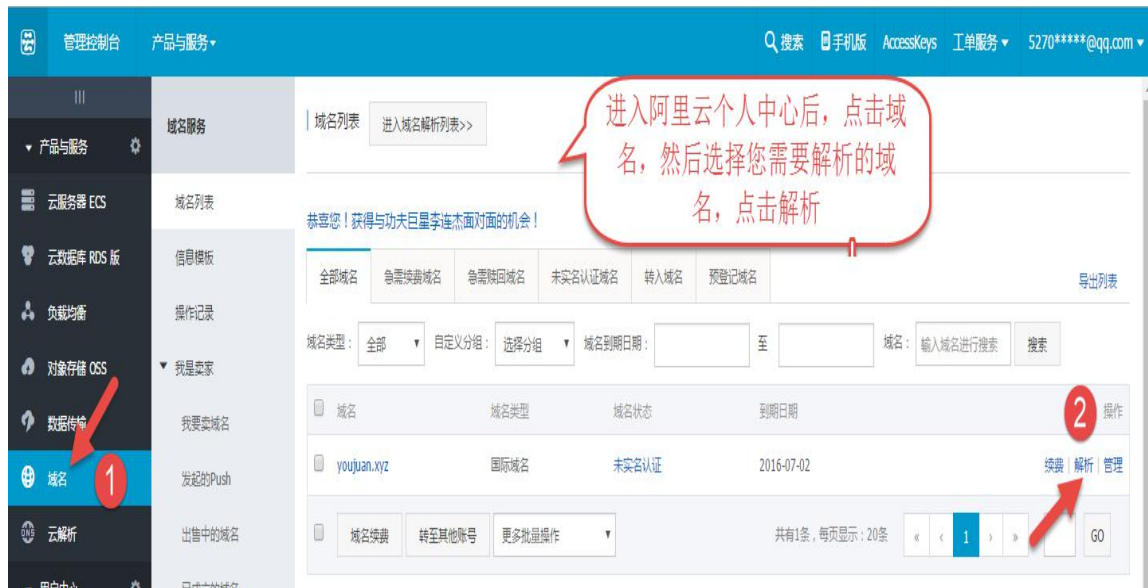 管理控制台 产品与服务 搜索 手机版 AccessKeys 工单服务 5270*****@qq.com
产品与服务
云服务器 ECS
云数据库 RDS 版
负载均衡
对象存储 OSS
数据传输
域名
1
云解析
用户中心
域名服务
域名列表
信息模板
操作记录
我是卖家
我要卖域名
发起的Push
出售中的域名
已成交的域名
域名列表 进入域名解析列表>>
进入阿里云个人中心后，点击域
名，然后选择您需要解析的域
名，点击解析
恭喜您！获得与功夫巨星李连杰面对面的机会！
全部域名 急需续费域名 急需赎回域名 未实名认证域名 转入域名 预登记域名 导出列表
域名类型： 全部 自定义分组： 选择分组 域名到期日期： 至 域名： 输入域名进行搜索 搜索
域名 域名类型 域名状态 到期日期 操作
2
youjuan.xyz 国际域名 未实名认证 2016-07-02 续费 | 解析 | 管理
域名续费 转至其他账号 更多批量操作 共有1条，每页显示：20条 « ‹ 1 › » GO